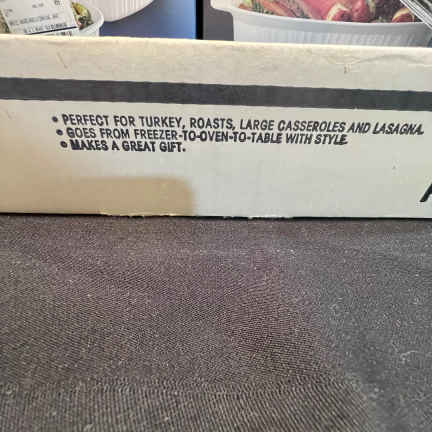 • PERFECT FOR TURKEY, ROASTS, LARGE CASSEROLES AND LASAGNA.
• GOES FROM FREEZER-TO-OVEN-TO-TABLE WITH STYLE.
• MAKES A GREAT GIFT.